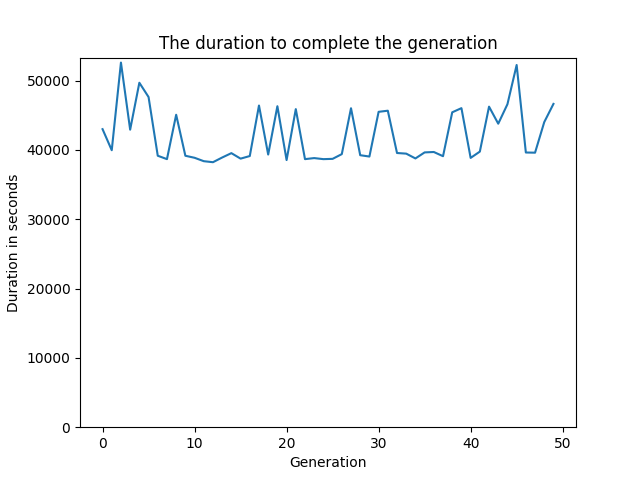 The duration to complete the generation
50000
40000
30000
20000
10000
0
Duration in seconds
0 10 20 30 40 50
Generation